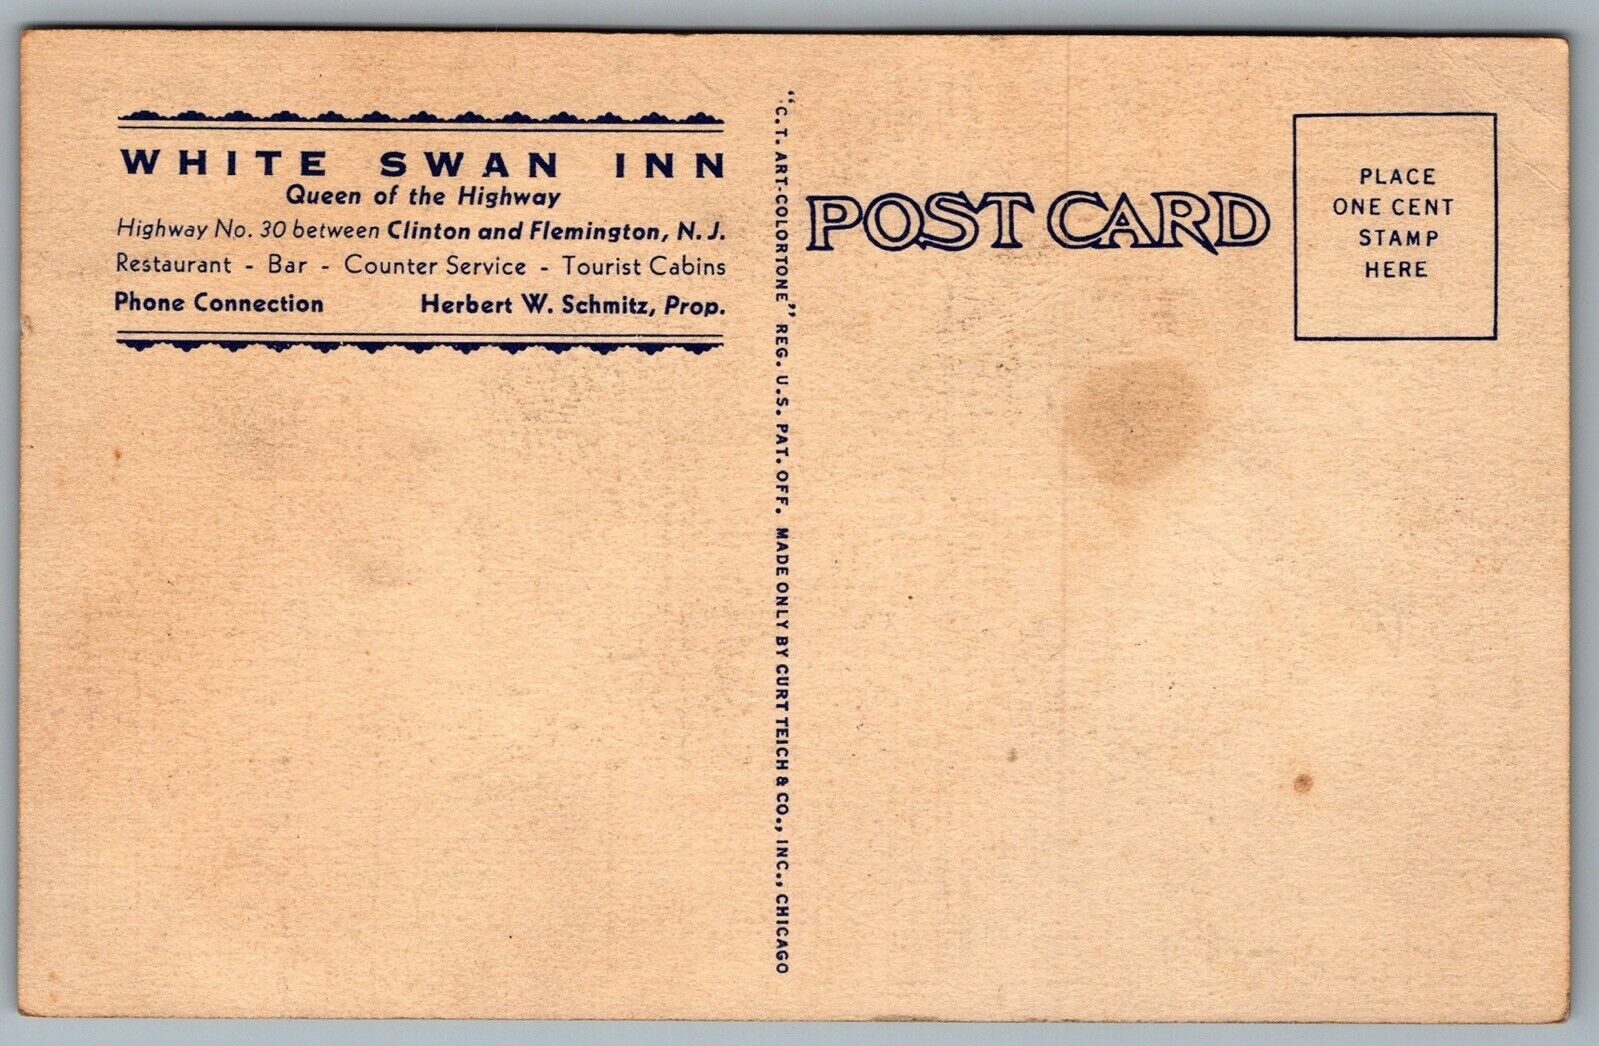 WHITE SWAN INN
Queen of the Highway
Highway No. 30 between Clinton and Flemington, N. J.
Restaurant - Bar - Counter Service - Tourist Cabins
Phone Connection Herbert W. Schmitz, Prop.
"C.T. ART-COLORTONE" REG. U.S. PAT. OFF. MADE ONLY BY CURT TEICH & CO., INC., CHICAGO
POST CARD
PLACE
ONE CENT
STAMP
HERE